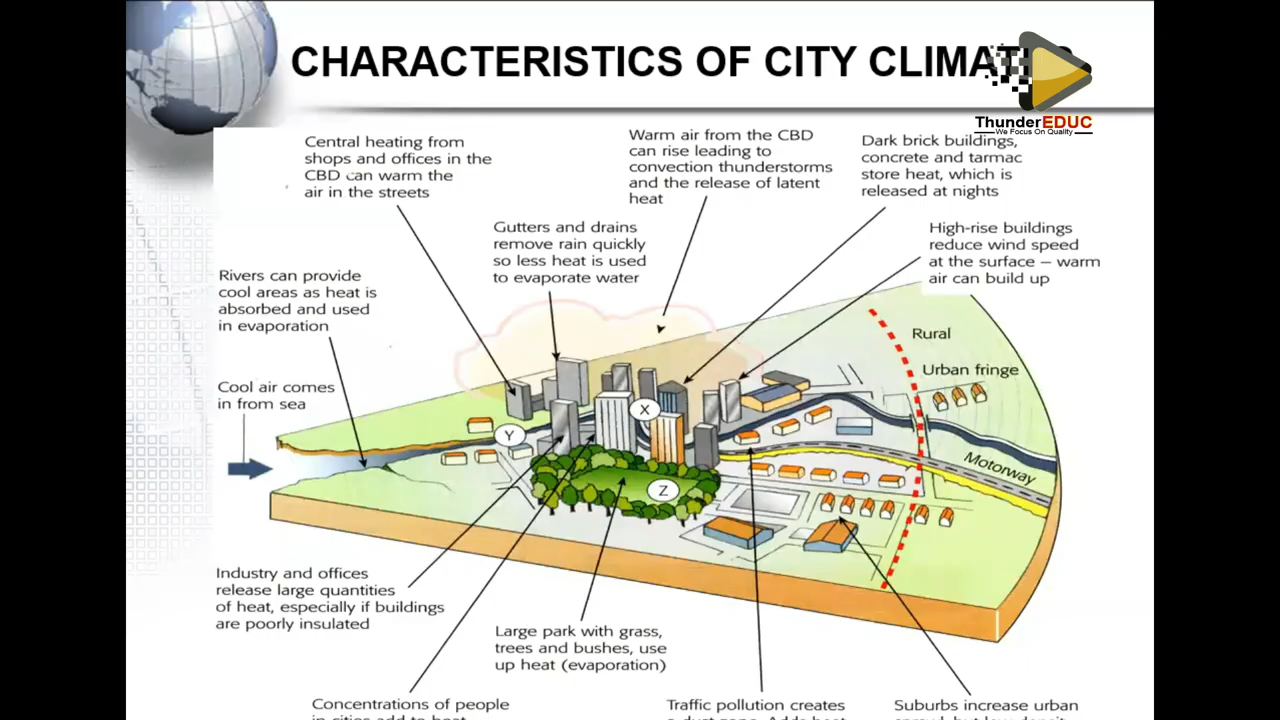 CHARACTERISTICS OF CITY
ThunderEDUC
We Focus On Quality
Central heating from
shops and offices in the
CBD can warm the
air in the streets
Warm air from the CBD
can rise leading to
convection thunderstorms
and the release of latent
heat
Dark brick buildings,
concrete and tarmac
store heat, which is
released at nights
Gutters and drains
remove rain quickly
so less heat is used
to evaporate water
High-rise buildings
reduce wind speed
at the surface – warm
air can build up
Rivers can provide
cool areas as heat is
absorbed and used
in evaporation
Cool air comes
in from sea
Rural
Urban fringe
X
Y
Z
Motorway
Industry and offices
release large quantities
of heat, especially if buildings
are poorly insulated
Large park with grass,
trees and bushes, use
up heat (evaporation)
Concentrations of people
Traffic pollution creates
Suburbs increase urban